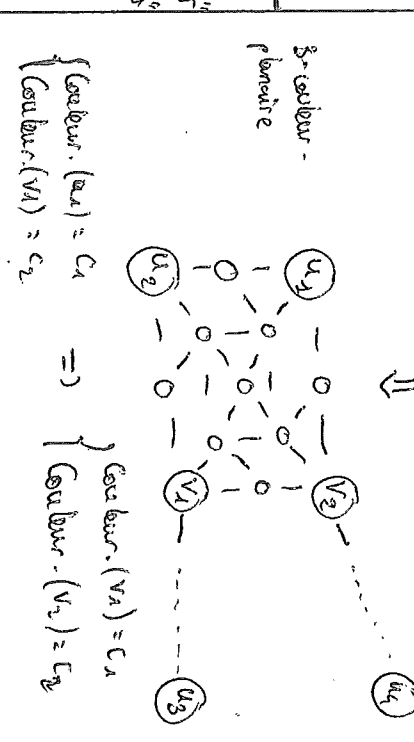 3-couleur-
planaire
⇓
u1
u2
v2
v1
u4
u3
{ Couleur.(u1) = C1
Couleur.(v1) = C2
⇒
{ Couleur.(v1) = C1
Couleur.(v2) = C2